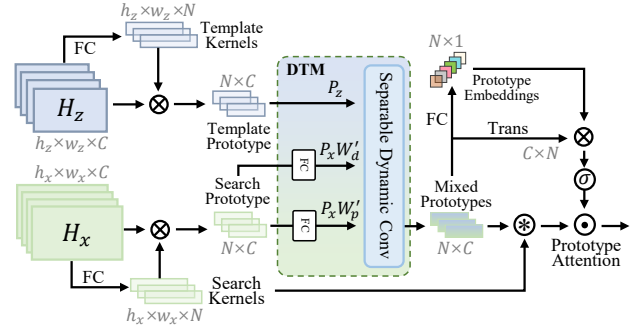 h_z×w_z×N
Template
Kernels
FC
H_z
h_z×w_z×C
N×C
Template
Prototype
DTM
P_z
Separable Dynamic Conv
FC
P_xW'_d
FC
P_xW'_p
Search
Prototype
N×C
h_x×w_x×C
H_x
FC
h_x×w_x×N
Search
Kernels
N×1
Prototype
Embeddings
FC
Trans
C×N
σ
Mixed
Prototypes
N×C
Prototype
Attention